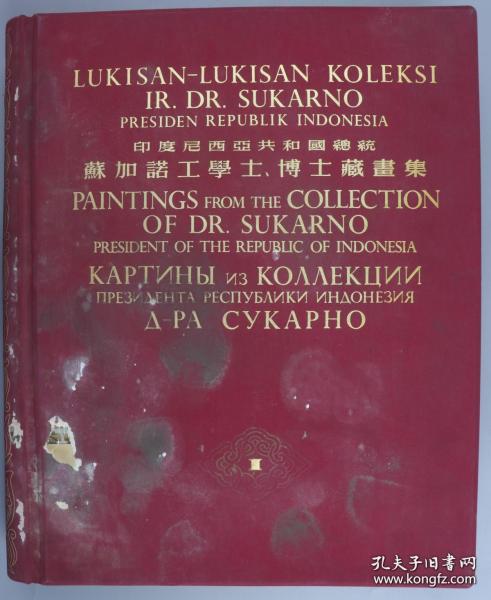 LUKISAN-LUKISAN KOLEKSI
IR. DR. SUKARNO
PRESIDEN REPUBLIK INDONESIA
印度尼西亞共和國總統
蘇加諾工學士、博士藏畫集
PAINTINGS FROM THE COLLECTION
OF DR. SUKARNO
PRESIDENT OF THE REPUBLIC OF INDONESIA
КАРТИНЫ ИЗ КОЛЛЕКЦИИ
ПРЕЗИДЕНТА РЕСПУБЛИКИ ИНДОНЕЗИЯ
Д-РА СУКАРНО
I
孔夫子旧书网
www.kongfz.com